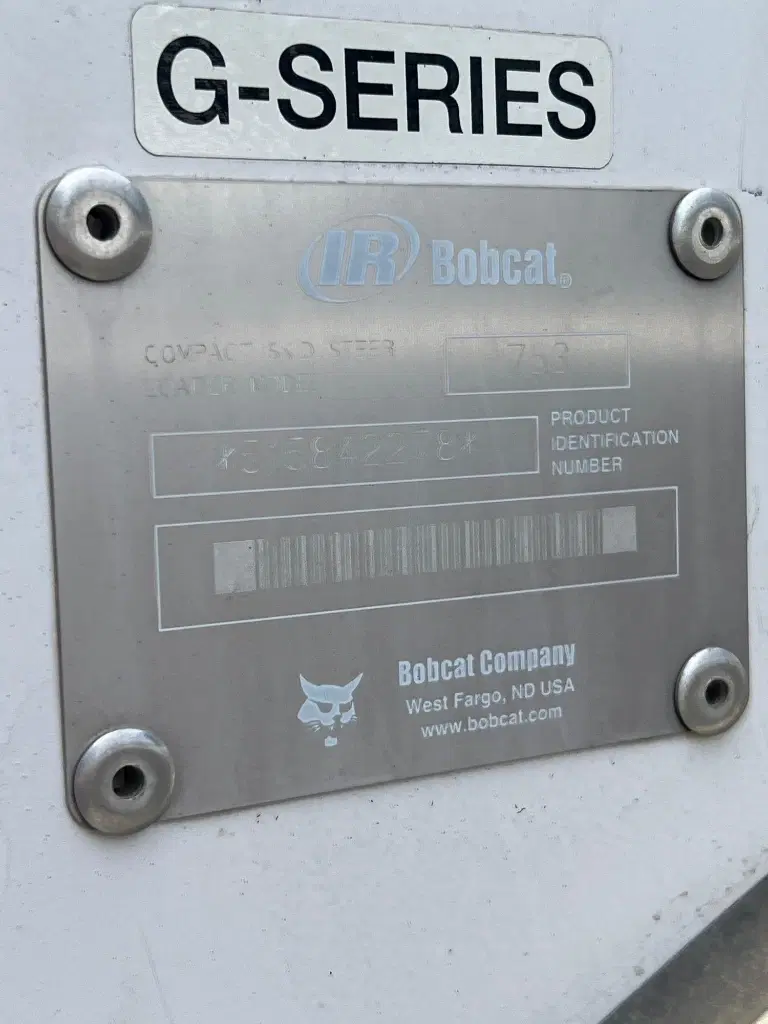 G-SERIES
IR Bobcat®
COMPACT SKID STEER
LOADER MODEL
PRODUCT
IDENTIFICATION
NUMBER
Bobcat Company
West Fargo, ND USA
www.bobcat.com